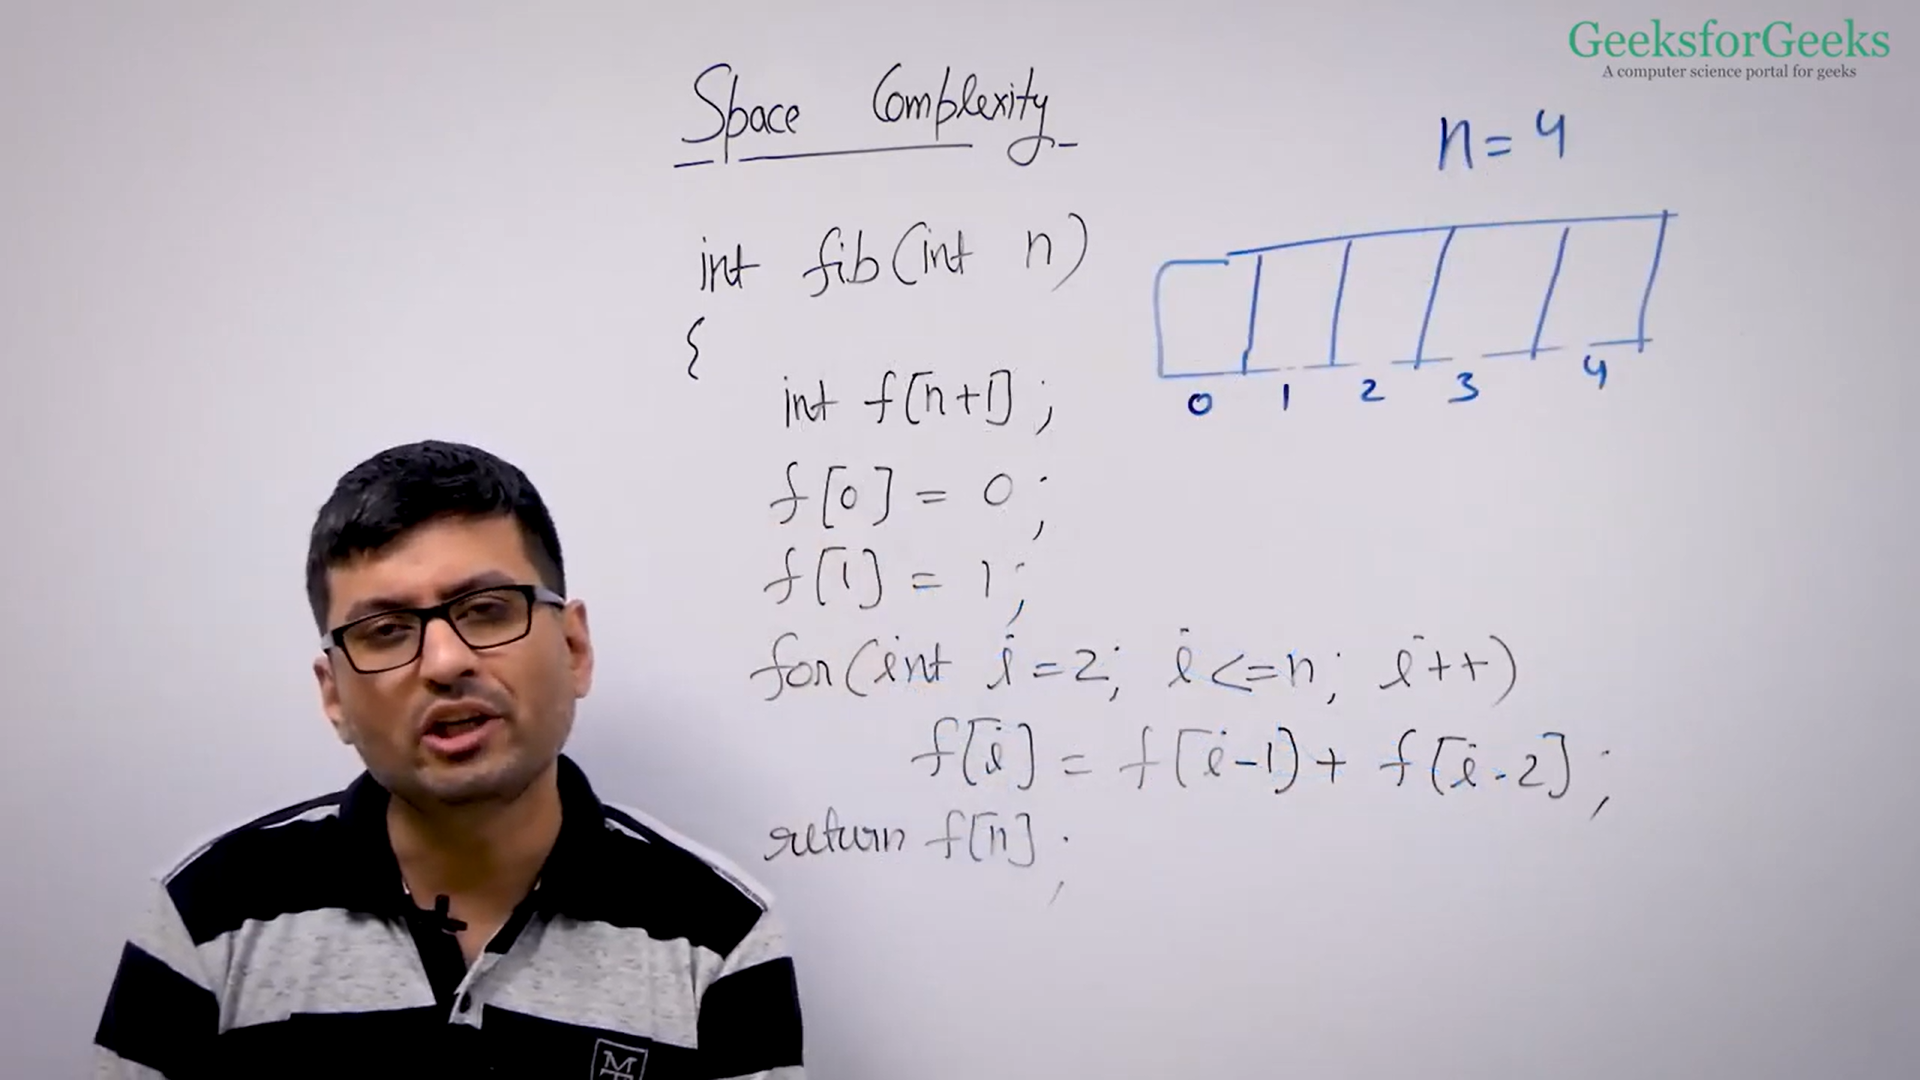 GeeksforGeeks
A computer science portal for geeks
Space Complexity
n = 4
int fib(int n)
{
0 1 2 3 4
int f[n+1];
f[0] = 0;
f[1] = 1;
for(int i=2; i<=n; i++)
f[i] = f[i-1]+ f[i-2];
return f[n];
M